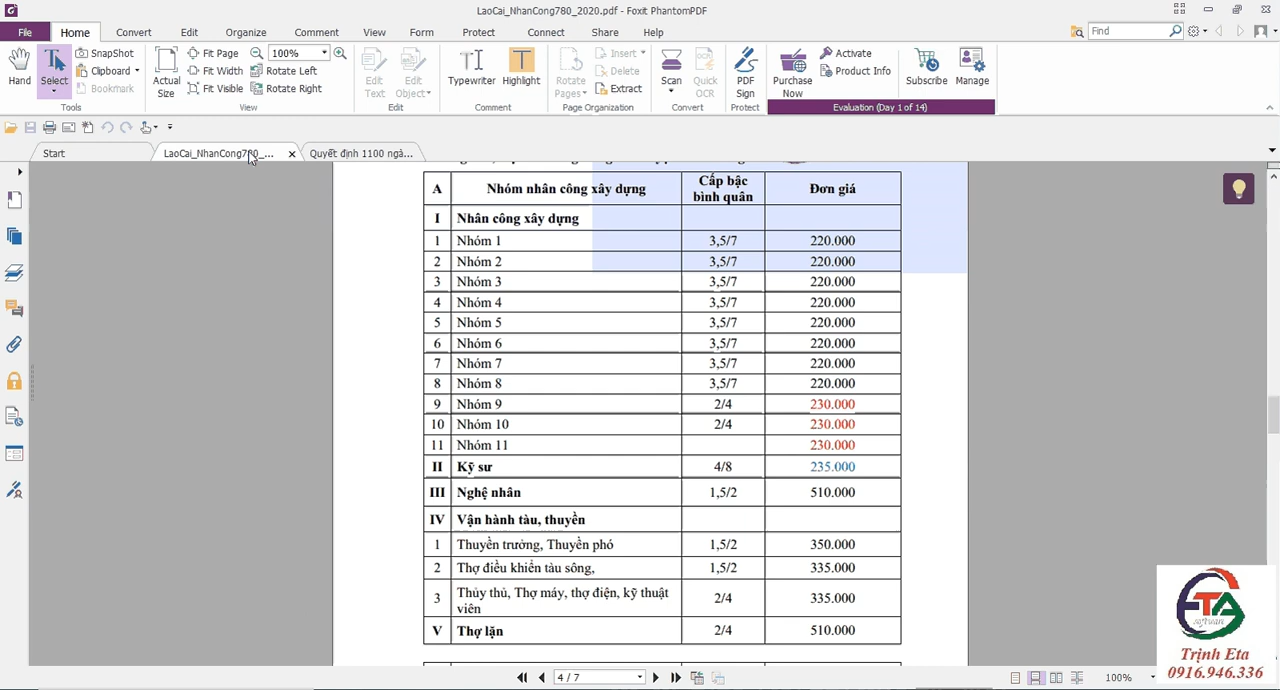 LaoCai_NhanCong780_2020.pdf - Foxit PhantomPDF
File Home Convert Edit Organize Comment View Form Protect Connect Share Help Find
Hand
Select
SnapShot
Clipboard
Bookmark
Tools
Actual
Size
Fit Page
Fit Width
Fit Visible
100%
Rotate Left
Rotate Right
View
Edit
Text
Edit
Object
Edit
Typewriter
Highlight
Comment
Rotate
Pages
Insert
Delete
Extract
Page Organization
Scan
Quick
OCR
Convert
PDF
Sign
Protect
Purchase
Now
Activate
Product Info
Subscribe
Manage
Evaluation (Day 1 of 14)
Start
LaoCai_NhanCong780_...
Quyết định 1100 ngà...
A Nhóm nhân công xây dựng Cấp bậc bình quân Đơn giá
I Nhân công xây dựng
1 Nhóm 1 3,5/7 220.000
2 Nhóm 2 3,5/7 220.000
3 Nhóm 3 3,5/7 220.000
4 Nhóm 4 3,5/7 220.000
5 Nhóm 5 3,5/7 220.000
6 Nhóm 6 3,5/7 220.000
7 Nhóm 7 3,5/7 220.000
8 Nhóm 8 3,5/7 220.000
9 Nhóm 9 2/4 230.000
10 Nhóm 10 2/4 230.000
11 Nhóm 11 230.000
II Kỹ sư 4/8 235.000
III Nghệ nhân 1,5/2 510.000
IV Vận hành tàu, thuyền
1 Thuyền trưởng, Thuyền phó 1,5/2 350.000
2 Thợ điều khiển tàu sông, 1,5/2 335.000
3 Thủy thủ, Thợ máy, thợ điện, kỹ thuật viên 2/4 335.000
V Thợ lặn 2/4 510.000
ETA
software
Trịnh Eta
0916.946.336
4 / 7
100%